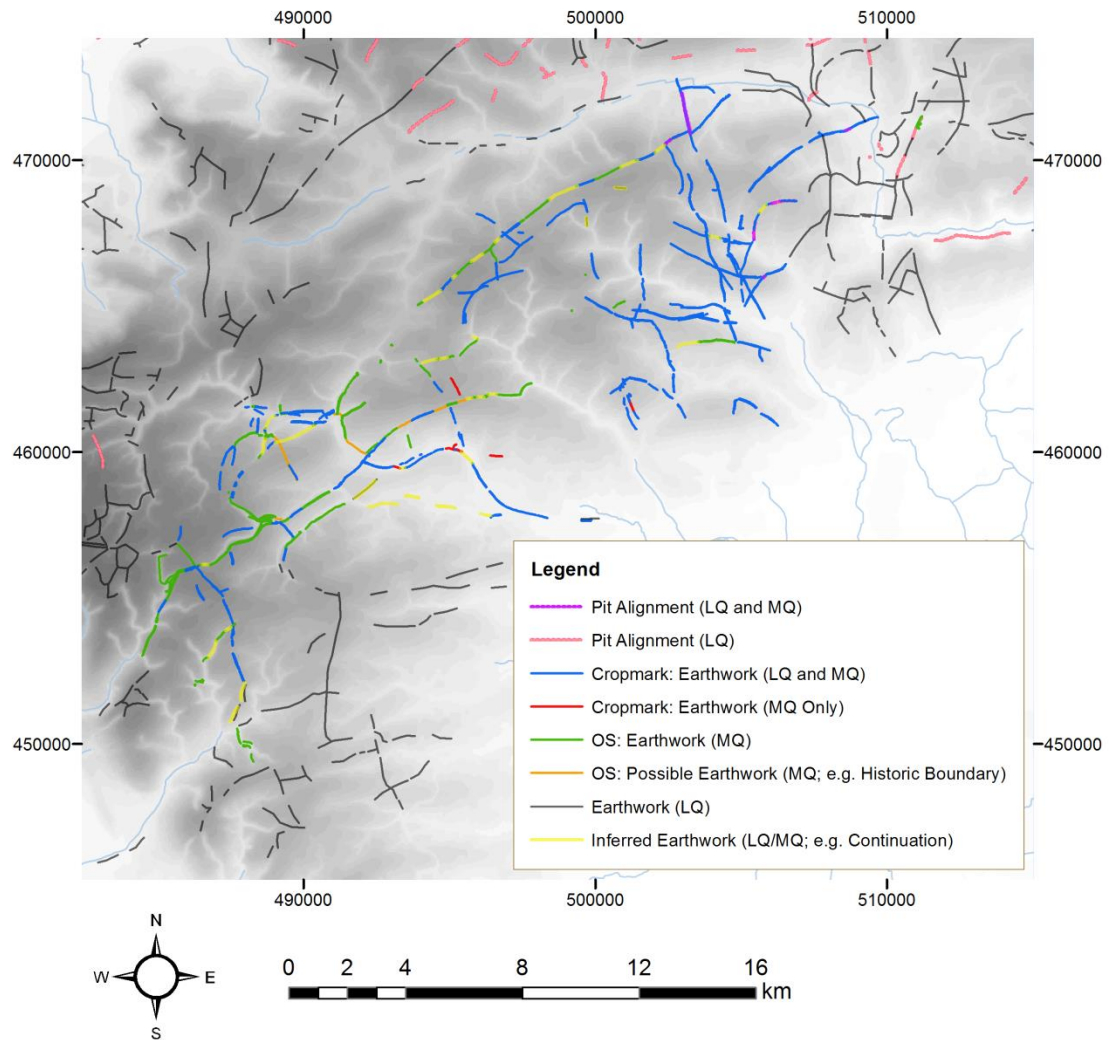 490000 500000 510000
470000 470000
460000 460000
Legend
Pit Alignment (LQ and MQ)
Pit Alignment (LQ)
Cropmark: Earthwork (LQ and MQ)
Cropmark: Earthwork (MQ Only)
OS: Earthwork (MQ)
OS: Possible Earthwork (MQ; e.g. Historic Boundary)
Earthwork (LQ)
Inferred Earthwork (LQ/MQ; e.g. Continuation)
450000 450000
490000 500000 510000
N
W E
S
0 2 4 8 12 16
km